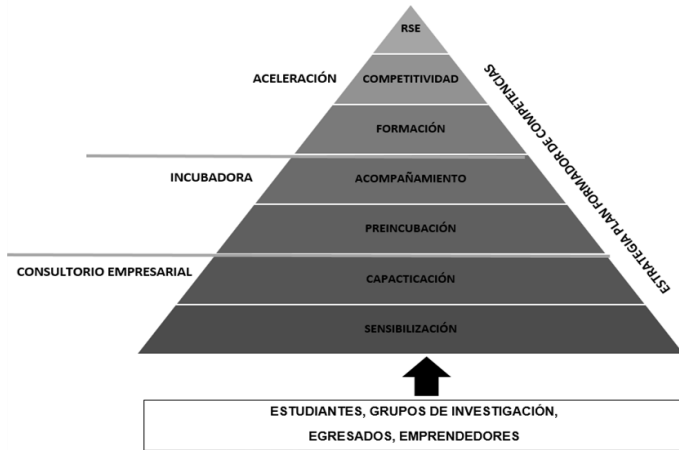 RSE
ACELERACIÓN
COMPETITIVIDAD
FORMACIÓN
INCUBADORA
ACOMPAÑAMIENTO
PREINCUBACIÓN
CONSULTORIO EMPRESARIAL
CAPACTICACIÓN
SENSIBILIZACIÓN
ESTRATEGIA PLAN FORMADOR DE COMPETENCIAS
ESTUDIANTES, GRUPOS DE INVESTIGACIÓN,
EGRESADOS, EMPRENDEDORES